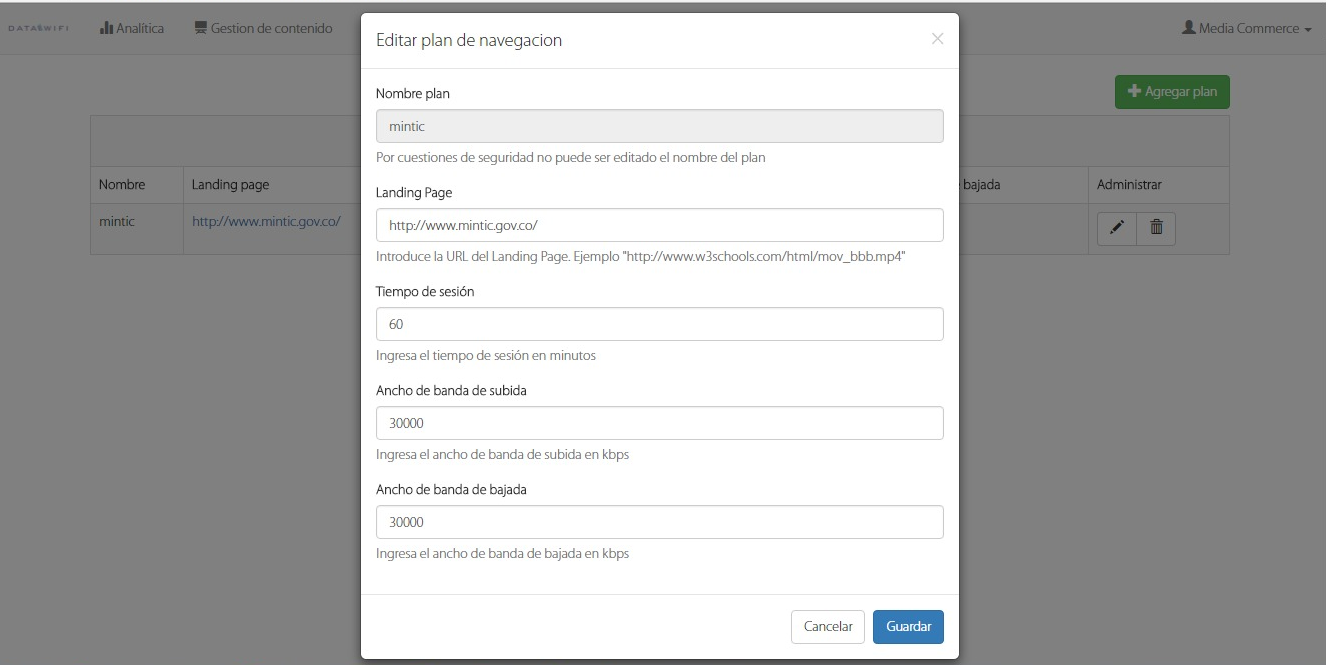 DATA&WIFI
Analítica
Gestion de contenido
Media Commerce
Editar plan de navegacion
Agregar plan
Nombre plan
mintic
Por cuestiones de seguridad no puede ser editado el nombre del plan
Nombre
Landing page
bajada
Administrar
Landing Page
mintic
http://www.mintic.gov.co/
http://www.mintic.gov.co/
Introduce la URL del Landing Page. Ejemplo "http://www.w3schools.com/html/mov_bbb.mp4"
Tiempo de sesión
60
Ingresa el tiempo de sesión en minutos
Ancho de banda de subida
30000
Ingresa el ancho de banda de subida en kbps
Ancho de banda de bajada
30000
Ingresa el ancho de banda de bajada en kbps
Cancelar
Guardar